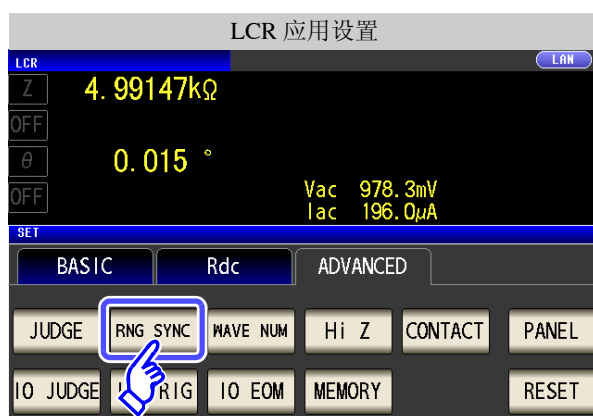 LCR 应用设置
LCR LAN
Z 4.99147kΩ
OFF
θ 0.015 °
OFF Vac 978.3mV
Iac 196.0μA
SET
BASIC Rdc ADVANCED
JUDGE RNG SYNC WAVE NUM Hi Z CONTACT PANEL
IO JUDGE RIG IO EOM MEMORY RESET